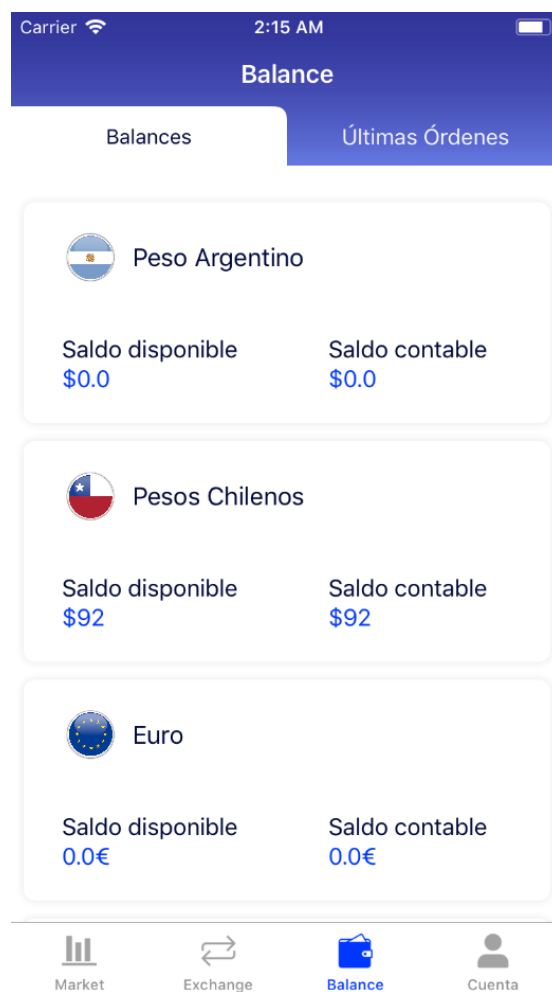 Carrier 2:15 AM
Balance
Balances Últimas Órdenes
Peso Argentino
Saldo disponible Saldo contable
$0.0 $0.0
Pesos Chilenos
Saldo disponible Saldo contable
$92 $92
Euro
Saldo disponible Saldo contable
0.0€ 0.0€
Market Exchange Balance Cuenta